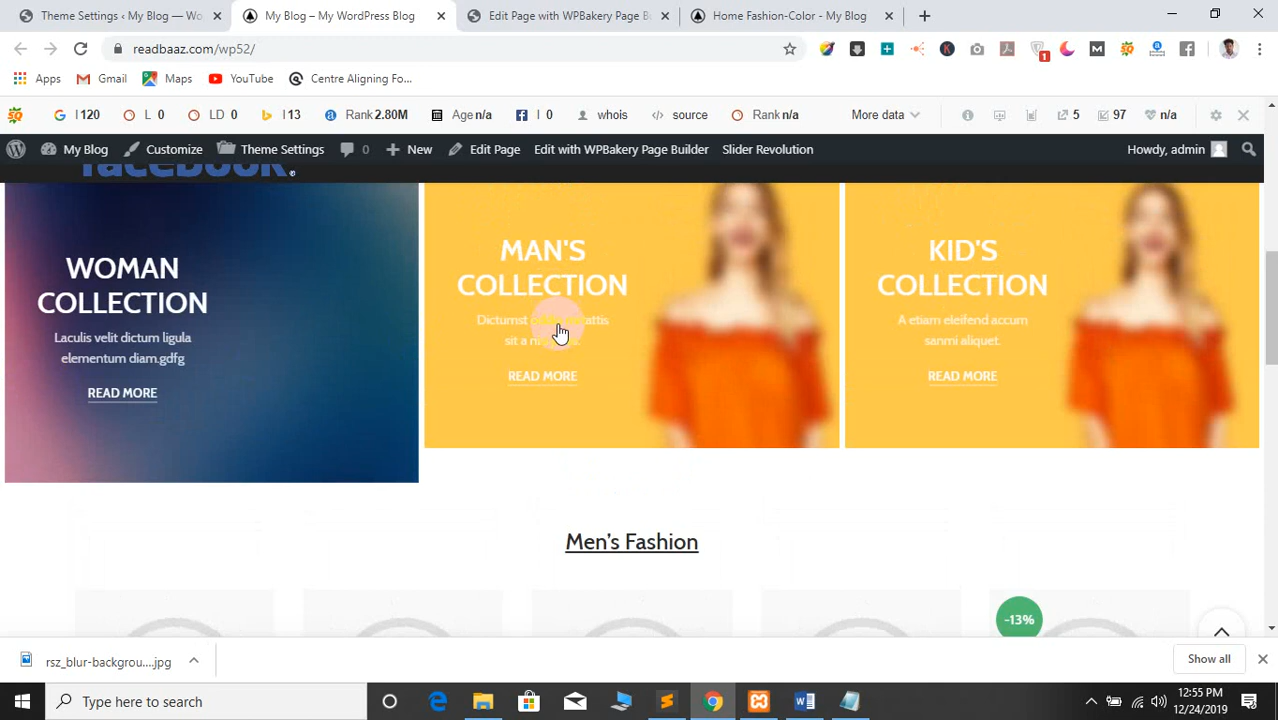 Theme Settings ‹ My Blog — Wo
My Blog – My WordPress Blog
Edit Page with WPBakery Page B
Home Fashion-Color - My Blog
readbaaz.com/wp52/
1
Apps
Gmail
Maps
YouTube
Centre Aligning Fo...
I 120
L 0
LD 0
I 13
Rank 2.80M
Age n/a
I 0
whois
source
Rank n/a
More data
5
97
n/a
My Blog
Customize
Theme Settings
0
New
Edit Page
Edit with WPBakery Page Builder
Slider Revolution
Howdy, admin
facebook
WOMAN
COLLECTION
Laculis velit dictum ligula
elementum diam.gdfg
READ MORE
MAN'S
COLLECTION
Dictumst
sit a
READ MORE
KID'S
COLLECTION
A etiam eleifend accum
sanmi aliquet.
READ MORE
Men's Fashion
-13%
rsz_blur-backgrou....jpg
Show all
Type here to search
12:55 PM
12/24/2019